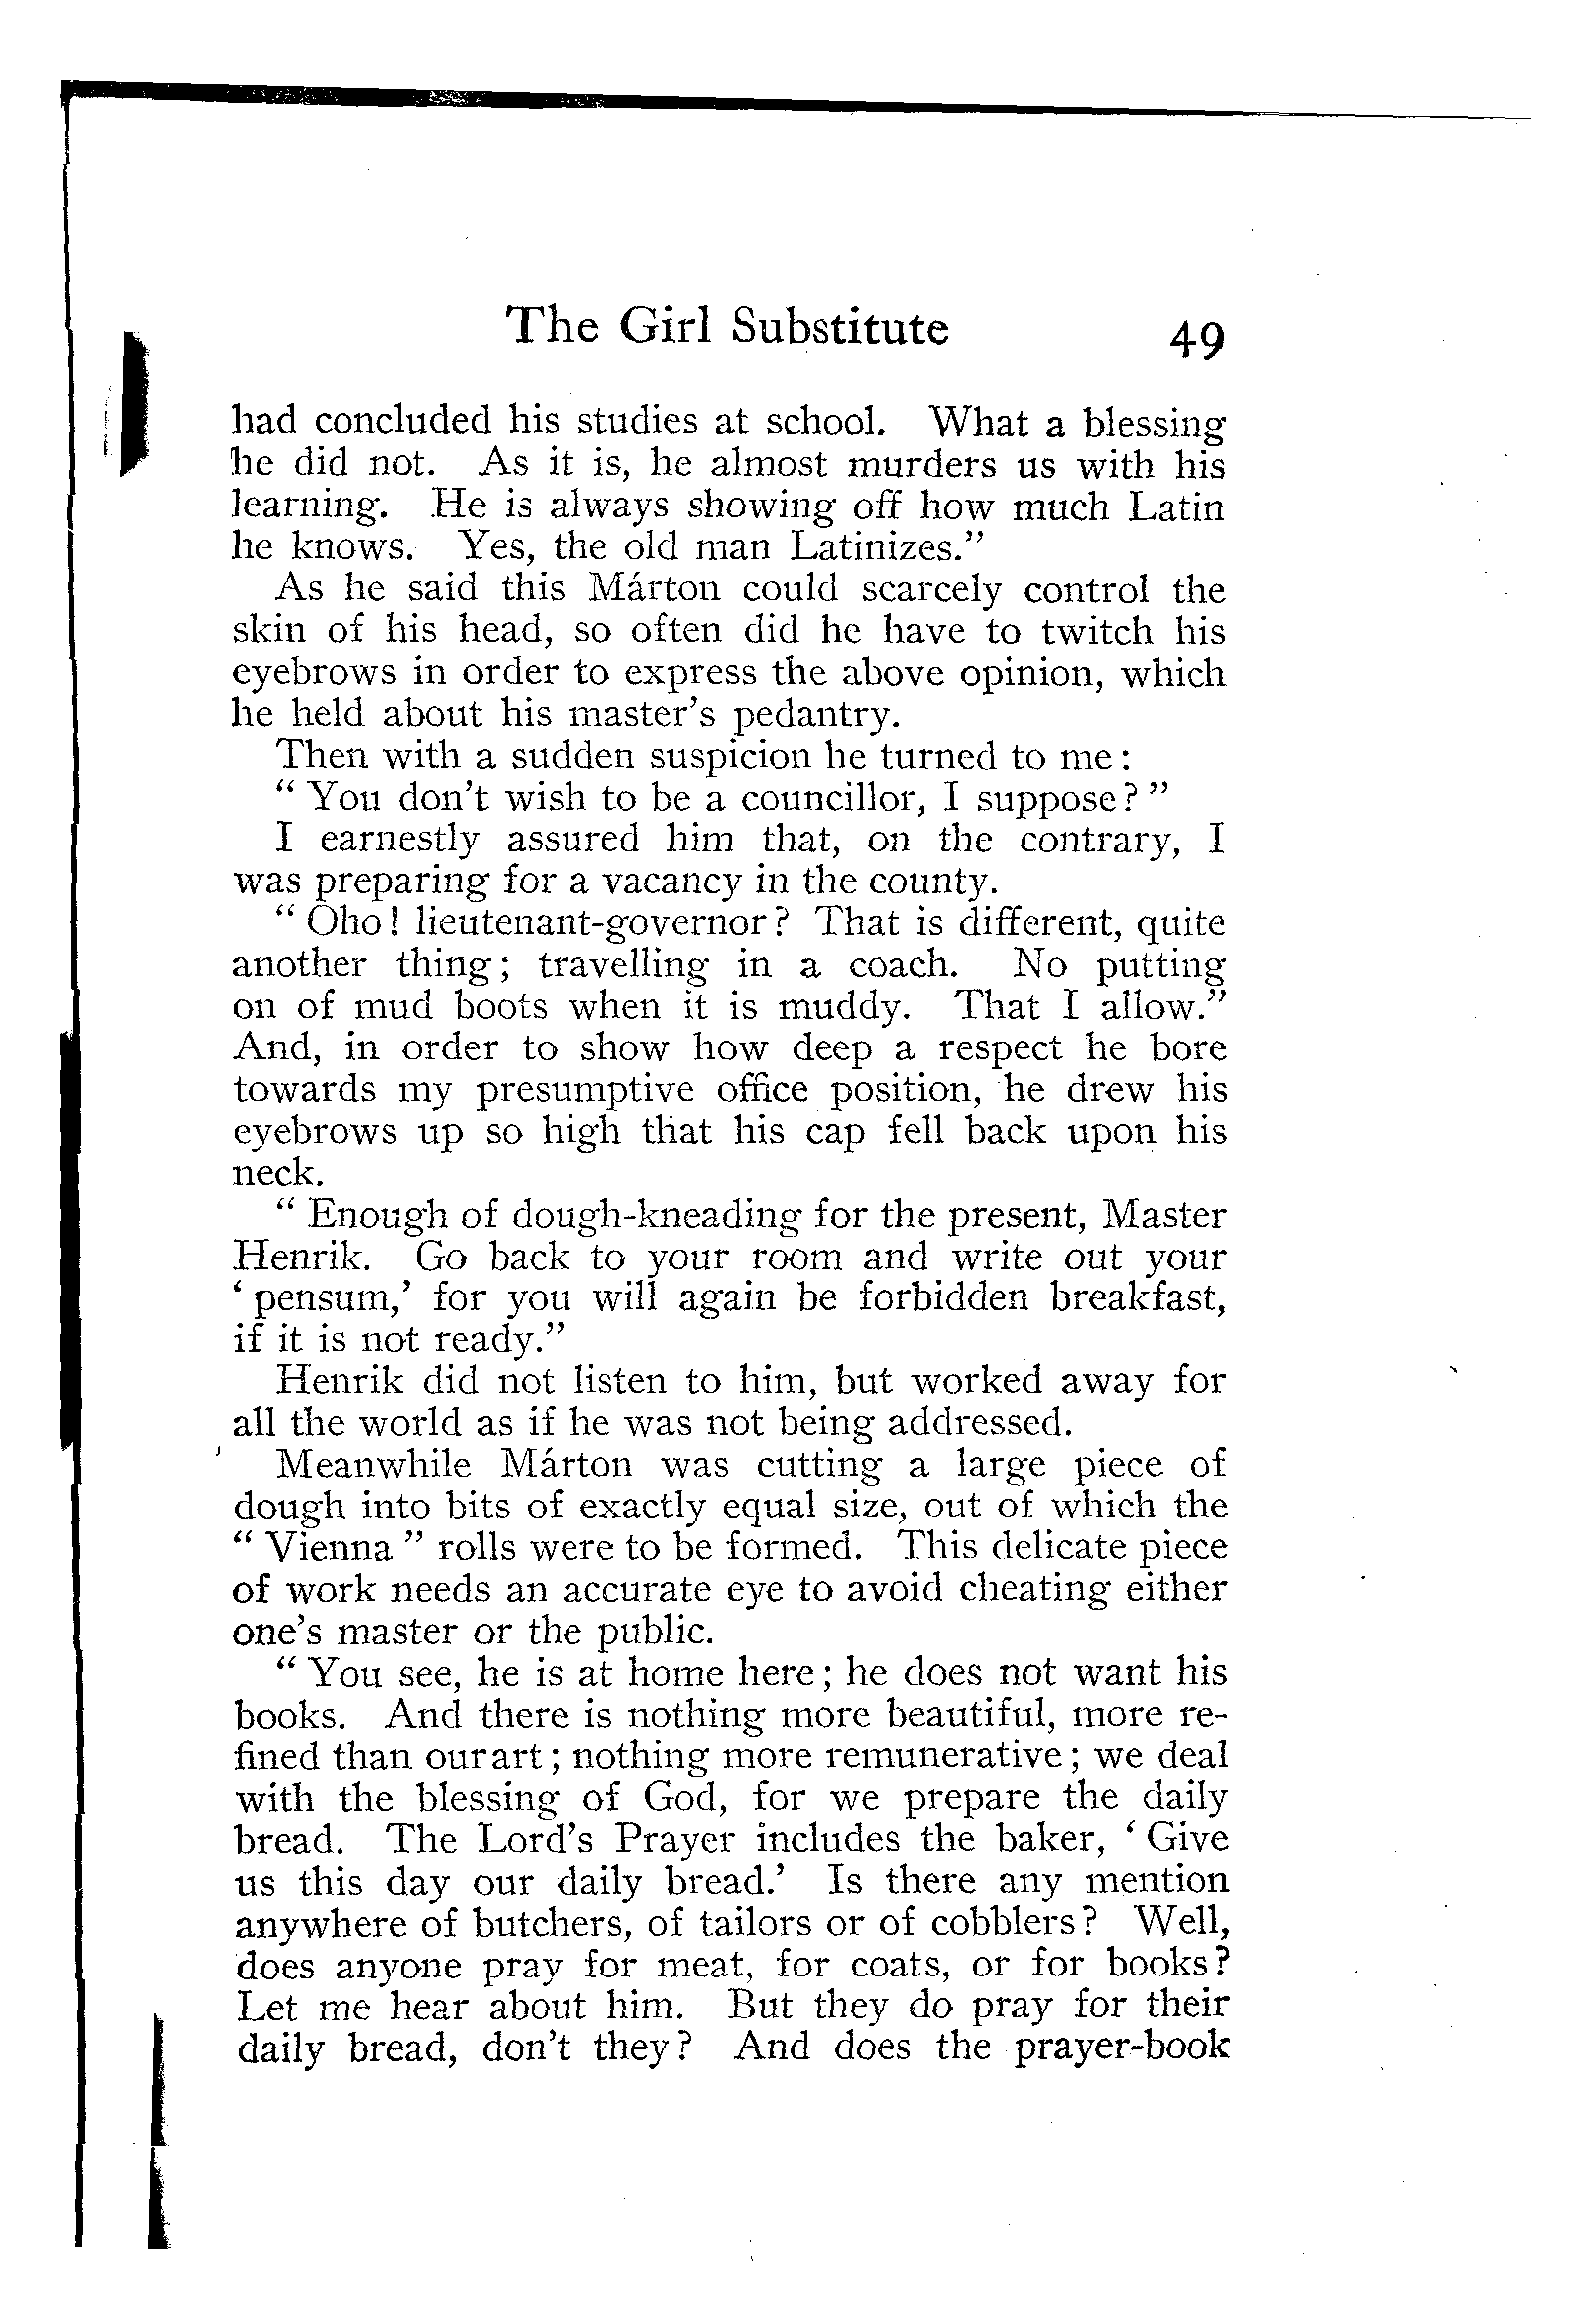 The Girl Substitute 49
had concluded his studies at school. What a blessing
he did not. As it is, he almost murders us with his
learning. He is always showing off how much Latin
he knows. Yes, the old man Latinizes.”
As he said this Márton could scarcely control the
skin of his head, so often did he have to twitch his
eyebrows in order to express the above opinion, which
he held about his master’s pedantry.
Then with a sudden suspicion he turned to me:
“ You don’t wish to be a councillor, I suppose? ”
I earnestly assured him that, on the contrary, I
was preparing for a vacancy in the county.
“ Oho! lieutenant-governor? That is different, quite
another thing; travelling in a coach. No putting
on of mud boots when it is muddy. That I allow.”
And, in order to show how deep a respect he bore
towards my presumptive office position, he drew his
eyebrows up so high that his cap fell back upon his
neck.
“ Enough of dough-kneading for the present, Master
Henrik. Go back to your room and write out your
‘ pensum,’ for you will again be forbidden breakfast,
if it is not ready.”
Henrik did not listen to him, but worked away for
all the world as if he was not being addressed.
Meanwhile Márton was cutting a large piece of
dough into bits of exactly equal size, out of which the
“ Vienna ” rolls were to be formed. This delicate piece
of work needs an accurate eye to avoid cheating either
one’s master or the public.
“ You see, he is at home here; he does not want his
books. And there is nothing more beautiful, more re-
fined than our art; nothing more remunerative; we deal
with the blessing of God, for we prepare the daily
bread. The Lord’s Prayer includes the baker, ‘ Give
us this day our daily bread.’ Is there any mention
anywhere of butchers, of tailors or of cobblers? Well,
does anyone pray for meat, for coats, or for books?
Let me hear about him. But they do pray for their
daily bread, don’t they? And does the prayer-book